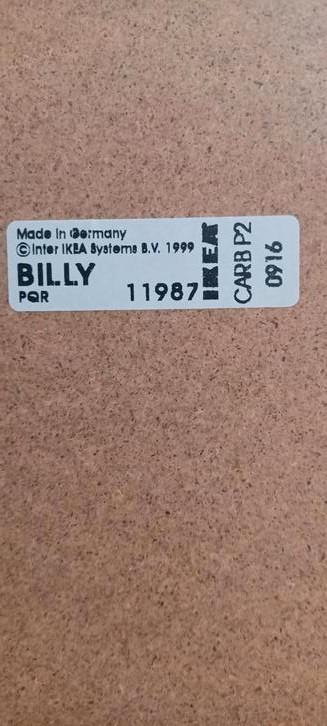 Made in Germany
©Inter IKEA Systems B.V. 1999
BILLY
PQR
11987
IKEA
CARB P2
0916